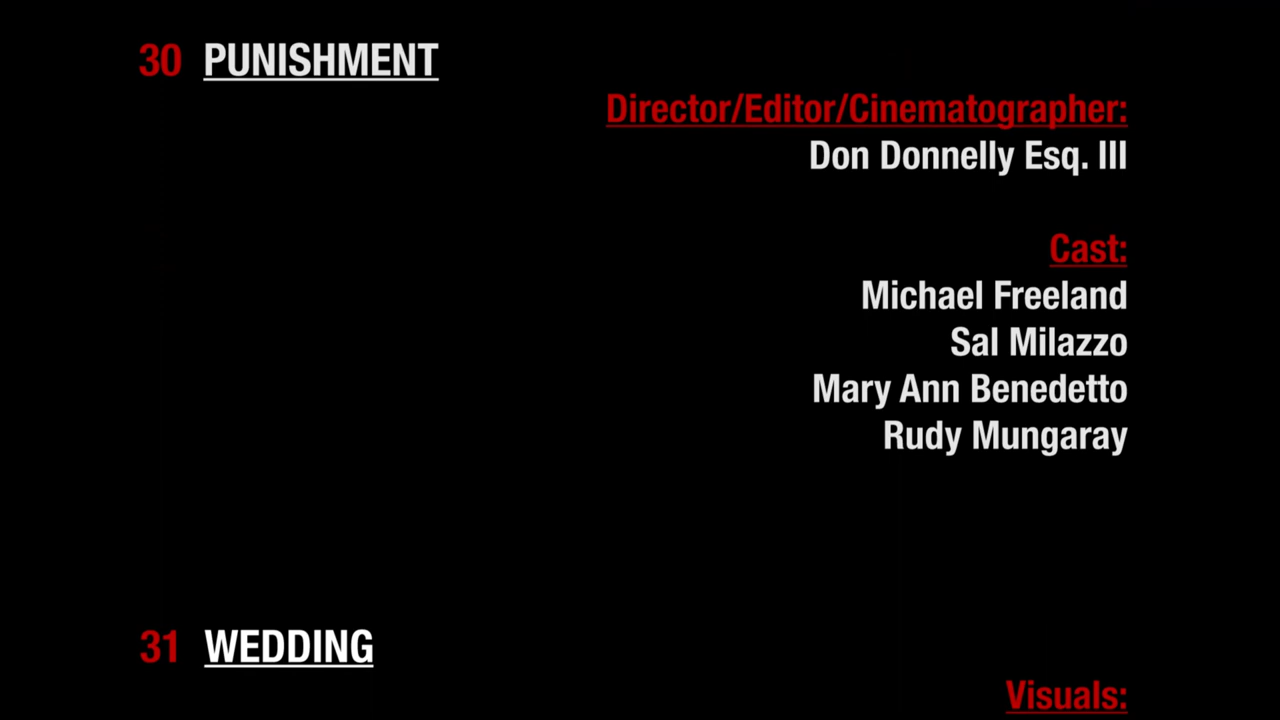 30 PUNISHMENT
Director/Editor/Cinematographer:
Don Donnelly Esq. III
Cast:
Michael Freeland
Sal Milazzo
Mary Ann Benedetto
Rudy Mungaray
31 WEDDING
Visuals: